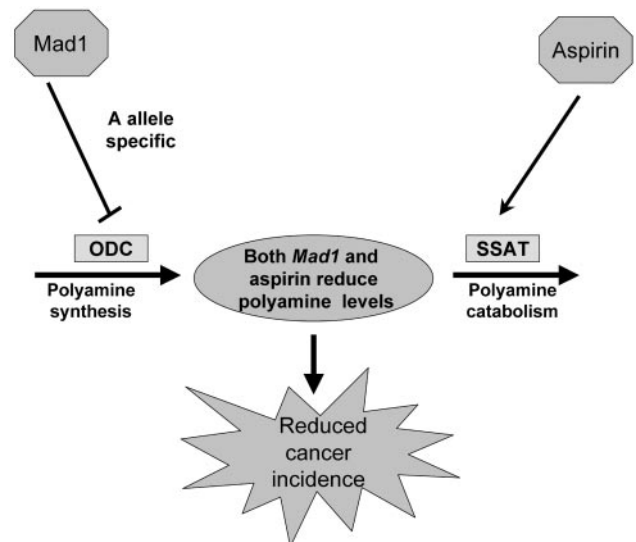 Mad1
Aspirin
A allele
specific
ODC
Polyamine
synthesis
Both Mad1 and
aspirin reduce
polyamine levels
SSAT
Polyamine
catabolism
Reduced
cancer
incidence